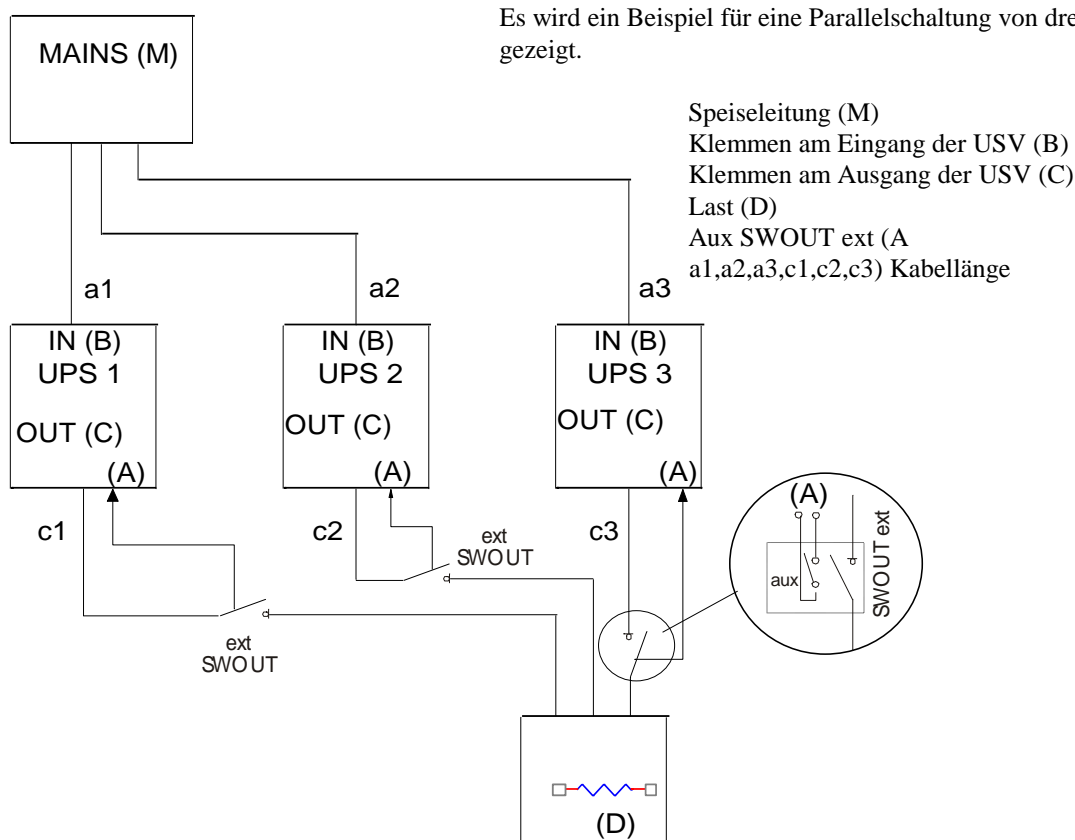 Es wird ein Beispiel für eine Parallelschaltung von
gezeigt.
MAINS (M)
Speiseleitung (M)
Klemmen am Eingang der USV (B)
Klemmen am Ausgang der USV (C)
Last (D)
Aux SWOUT ext (A
a1,a2,a3,c1,c2,c3) Kabellänge
a1
a2
a3
IN (B)
UPS 1
OUT (C)
(A)
IN (B)
UPS 2
OUT (C)
(A)
IN (B)
UPS 3
OUT (C)
(A)
c1
c2
c3
ext
SWOUT
ext
SWOUT
(A)
aux
SWOUT ext
(D)